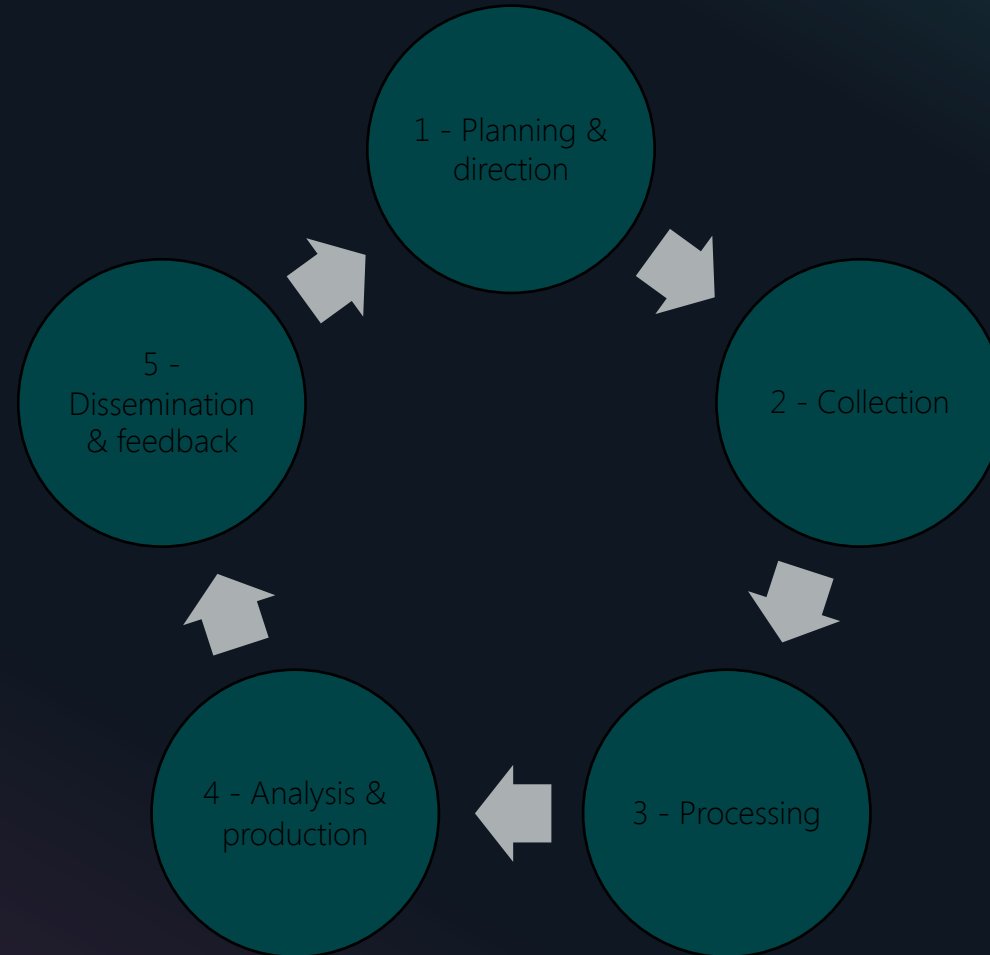 1 - Planning &
direction
2 - Collection
3 - Processing
4 - Analysis &
production
5 -
Dissemination
& feedback